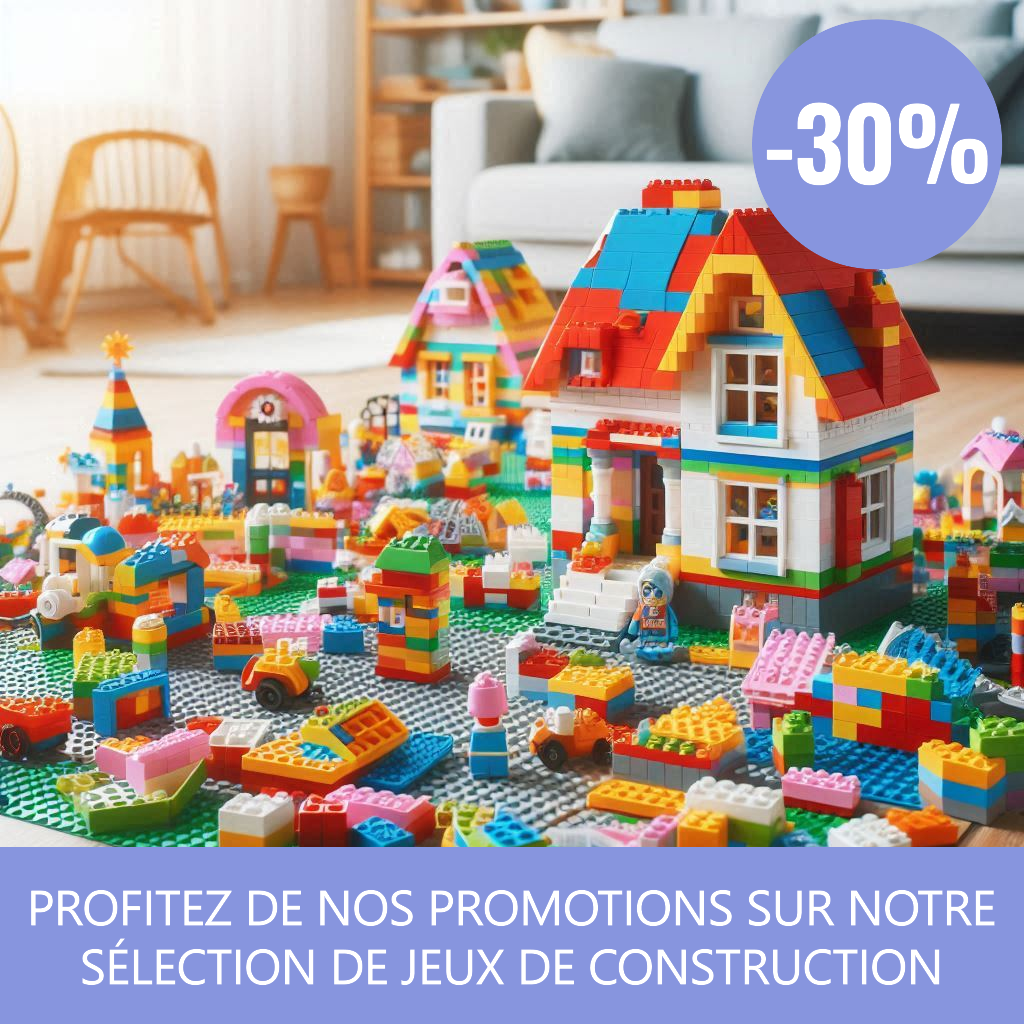 -30%
PROFITEZ DE NOS PROMOTIONS SUR NOTRE
SÉLECTION DE JEUX DE CONSTRUCTION